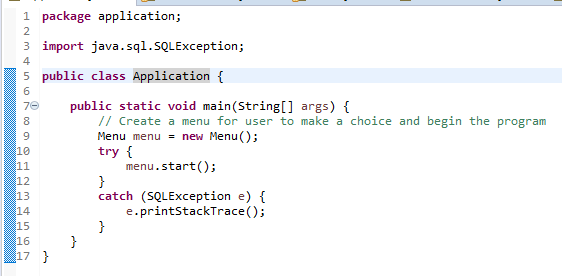 1 package application;
2
3 import java.sql.SQLException;
4
5 public class Application {
6
7 public static void main(String[] args) {
8 // Create a menu for user to make a choice and begin the program
9 Menu menu = new Menu();
10 try {
11 menu.start();
12 }
13 catch (SQLException e) {
14 e.printStackTrace();
15 }
16 }
17 }